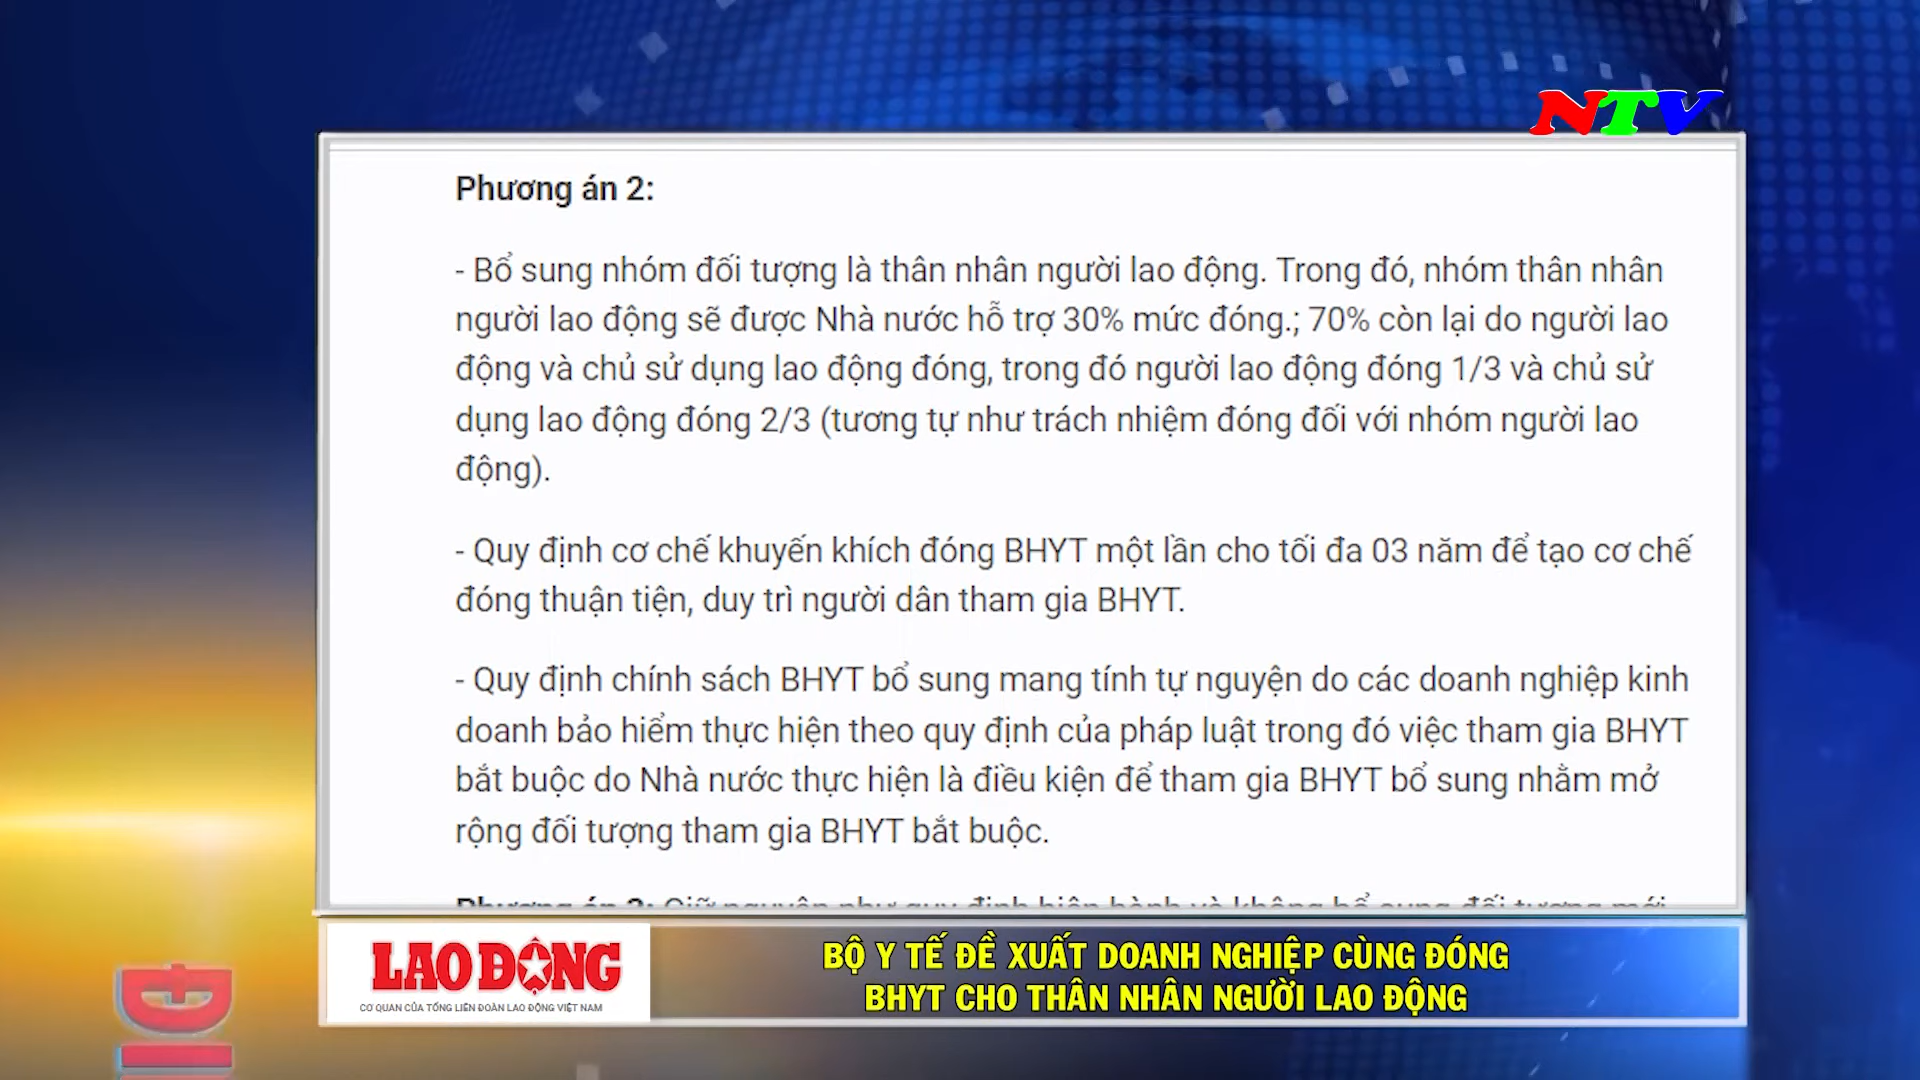 NTV
Phương án 2:
- Bổ sung nhóm đối tượng là thân nhân người lao động. Trong đó, nhóm thân nhân
người lao động sẽ được Nhà nước hỗ trợ 30% mức đóng.; 70% còn lại do người lao
động và chủ sử dụng lao động đóng, trong đó người lao động đóng 1/3 và chủ sử
dụng lao động đóng 2/3 (tương tự như trách nhiệm đóng đối với nhóm người lao
động).
- Quy định cơ chế khuyến khích đóng BHYT một lần cho tối đa 03 năm để tạo cơ chế
đóng thuận tiện, duy trì người dân tham gia BHYT.
- Quy định chính sách BHYT bổ sung mang tính tự nguyện do các doanh nghiệp kinh
doanh bảo hiểm thực hiện theo quy định của pháp luật trong đó việc tham gia BHYT
bắt buộc do Nhà nước thực hiện là điều kiện để tham gia BHYT bổ sung nhằm mở
rộng đối tượng tham gia BHYT bắt buộc.
LAO ĐỘNG
CƠ QUAN CỦA TỔNG LIÊN ĐOÀN LAO ĐỘNG VIỆT NAM
BỘ Y TẾ ĐỀ XUẤT DOANH NGHIỆP CÙNG ĐÓNG
BHYT CHO THÂN NHÂN NGƯỜI LAO ĐỘNG